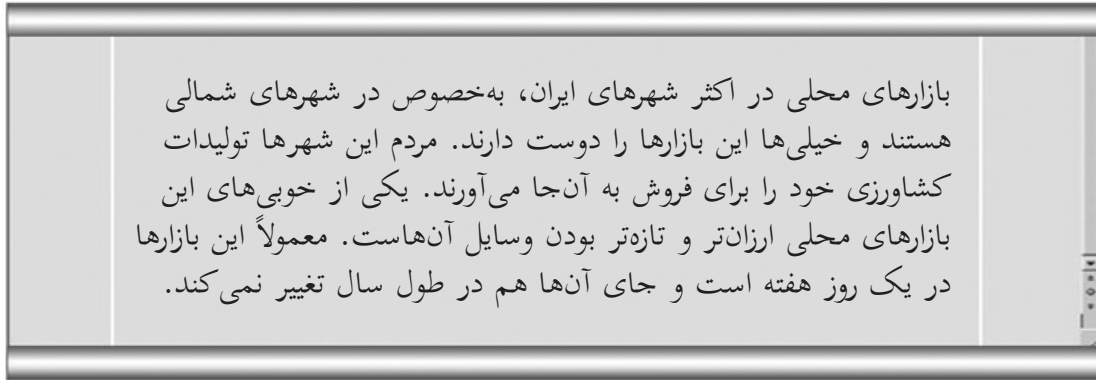 بازارهای محلی در اکثر شهرهای ایران، به‌خصوص در شهرهای شمالی
هستند و خیلی‌ها این بازارها را دوست دارند. مردم این شهرها تولیدات
کشاورزی خود را برای فروش به آن‌جا می‌آورند. یکی از خوبی‌های این
بازارهای محلی ارزان‌تر و تازه‌تر بودن وسایل آن‌هاست. معمولاً این بازارها
در یک روز هفته است و جای آن‌ها هم در طول سال تغییر نمی‌کند.